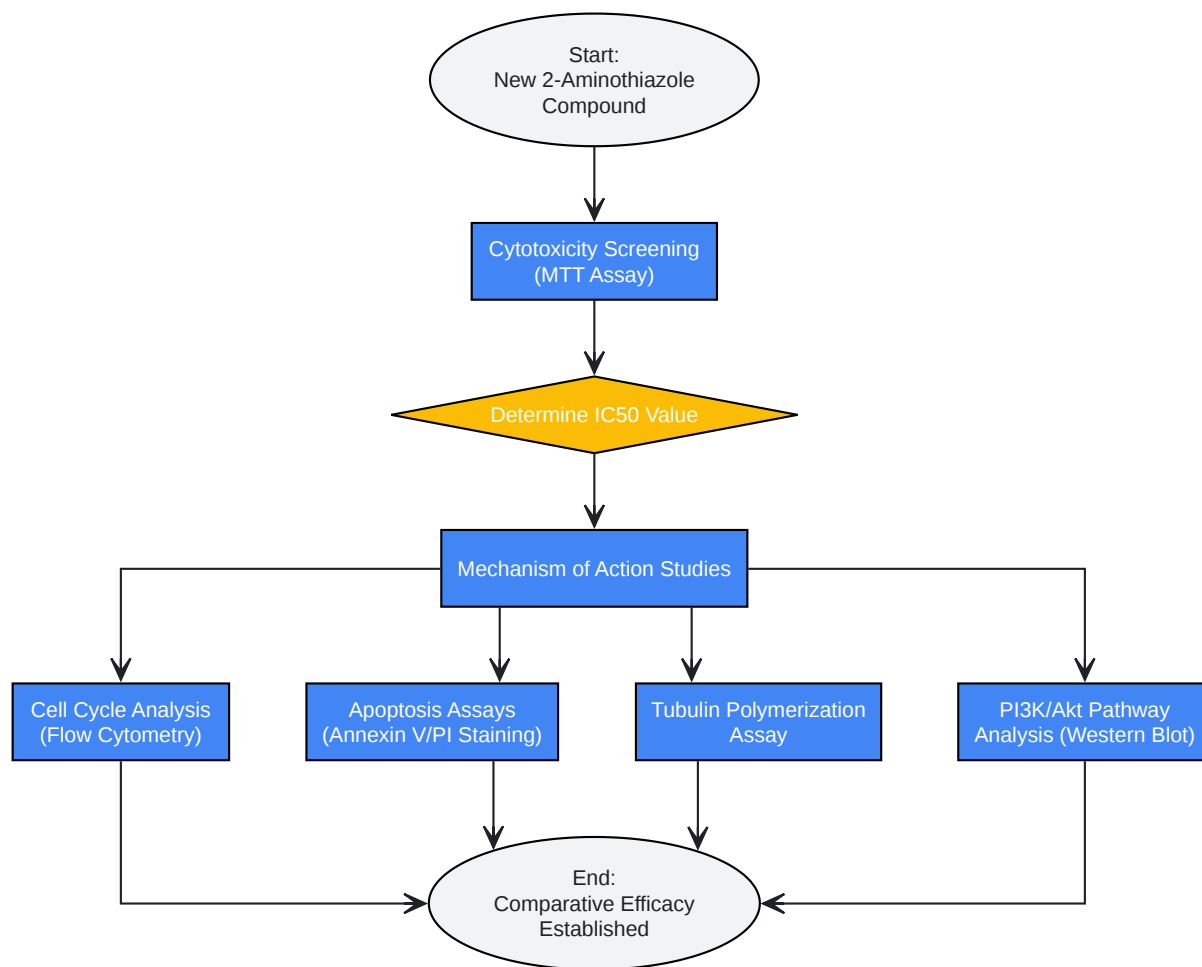 Start:
New 2-Aminothiazole
Compound
Cytotoxicity Screening
(MTT Assay)
Determine IC50 Value
Mechanism of Action Studies
Cell Cycle Analysis
(Flow Cytometry)
Apoptosis Assays
(Annexin V/PI Staining)
Tubulin Polymerization
Assay
PI3K/Akt Pathway
Analysis (Western Blot)
End:
Comparative Efficacy
Established